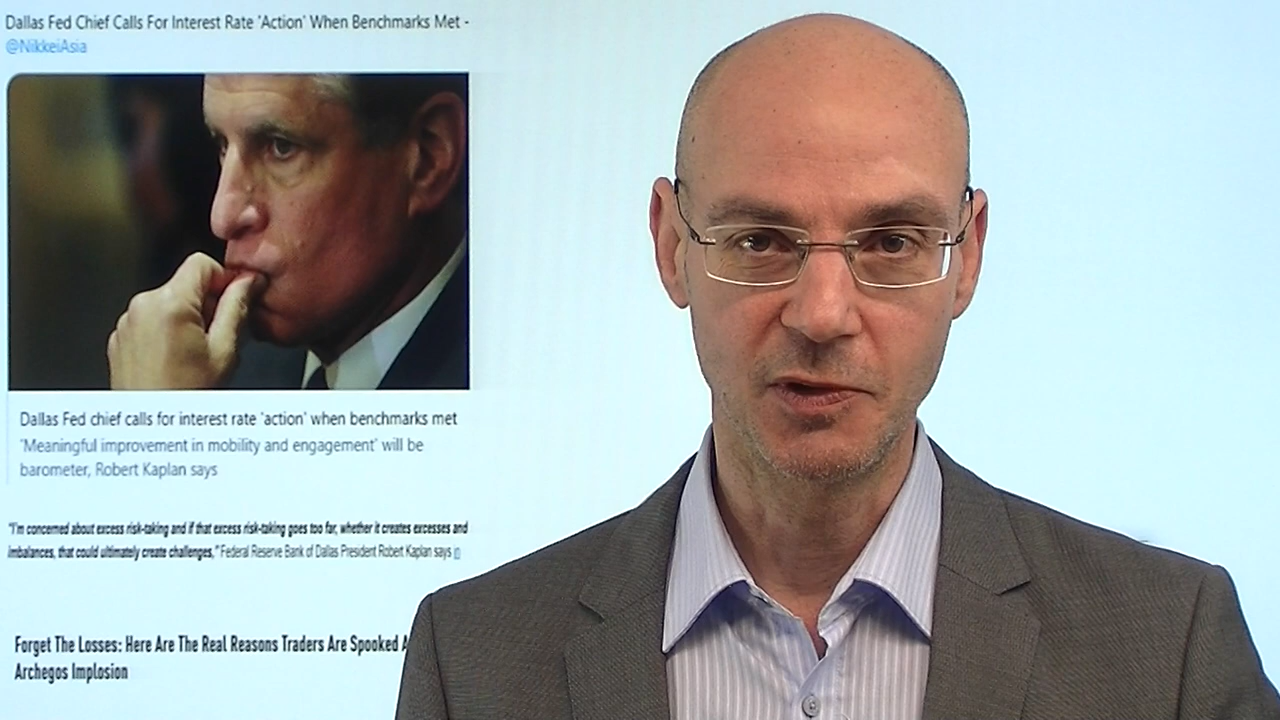 Dallas Fed Chief Calls For Interest Rate 'Action' When Benchmarks Met -
@NikkeiAsia
Dallas Fed chief calls for interest rate 'action' when benchmarks met
'Meaningful improvement in mobility and engagement' will be
barometer, Robert Kaplan says
"I'm concerned about excess risk-taking and if that excess risk-taking goes too far, whether it creates excesses and
imbalances, that could ultimately create challenges," Federal Reserve Bank of Dallas President Robert Kaplan says
Forget The Losses: Here Are The Real Reasons Traders Are Spooked
Archegos Implosion